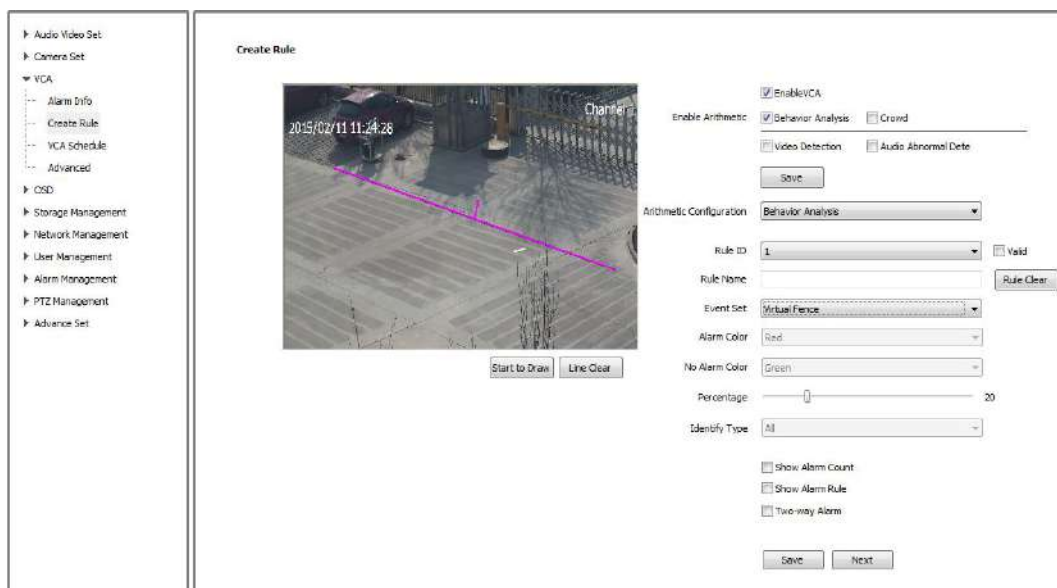 Audio Video Set
Camera Set
VCA
Alarm Info
Create Rule
VCA Schedule
Advanced
OSD
Storage Management
Network Management
User Management
Alarm Management
PTZ Management
Advance Set
Create Rule
Channel
2015/02/11 11:24:28
Start to Draw Line Clear
EnableVCA
Enable Arithmetic Behavior Analysis Crowd
Video Detection Audio Abnormal Dete
Save
Arithmetic Configuration Behavior Analysis
Rule ID 1 Valid
Rule Name Rule Clear
Event Set Virtual Fence
Alarm Color Red
No Alarm Color Green
Percentage 20
Identify Type All
Show Alarm Count
Show Alarm Rule
Two-way Alarm
Save Next